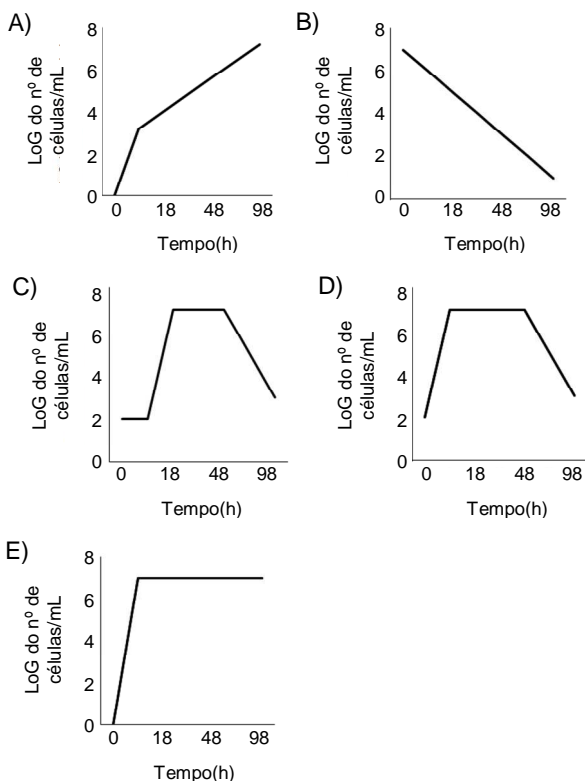 A)
LoG do nº de
células/mL
8
6
4
2
0
0 18 48 98
Tempo(h)
B)
LoG do nº de
células/mL
8
6
4
2
0
0 18 48 98
Tempo(h)
C)
LoG do nº de
células/mL
8
6
4
2
0
0 18 48 98
Tempo(h)
D)
LoG do nº de
células/mL
8
6
4
2
0
0 18 48 98
Tempo(h)
E)
LoG do nº de
células/mL
8
6
4
2
0
0 18 48 98
Tempo(h)